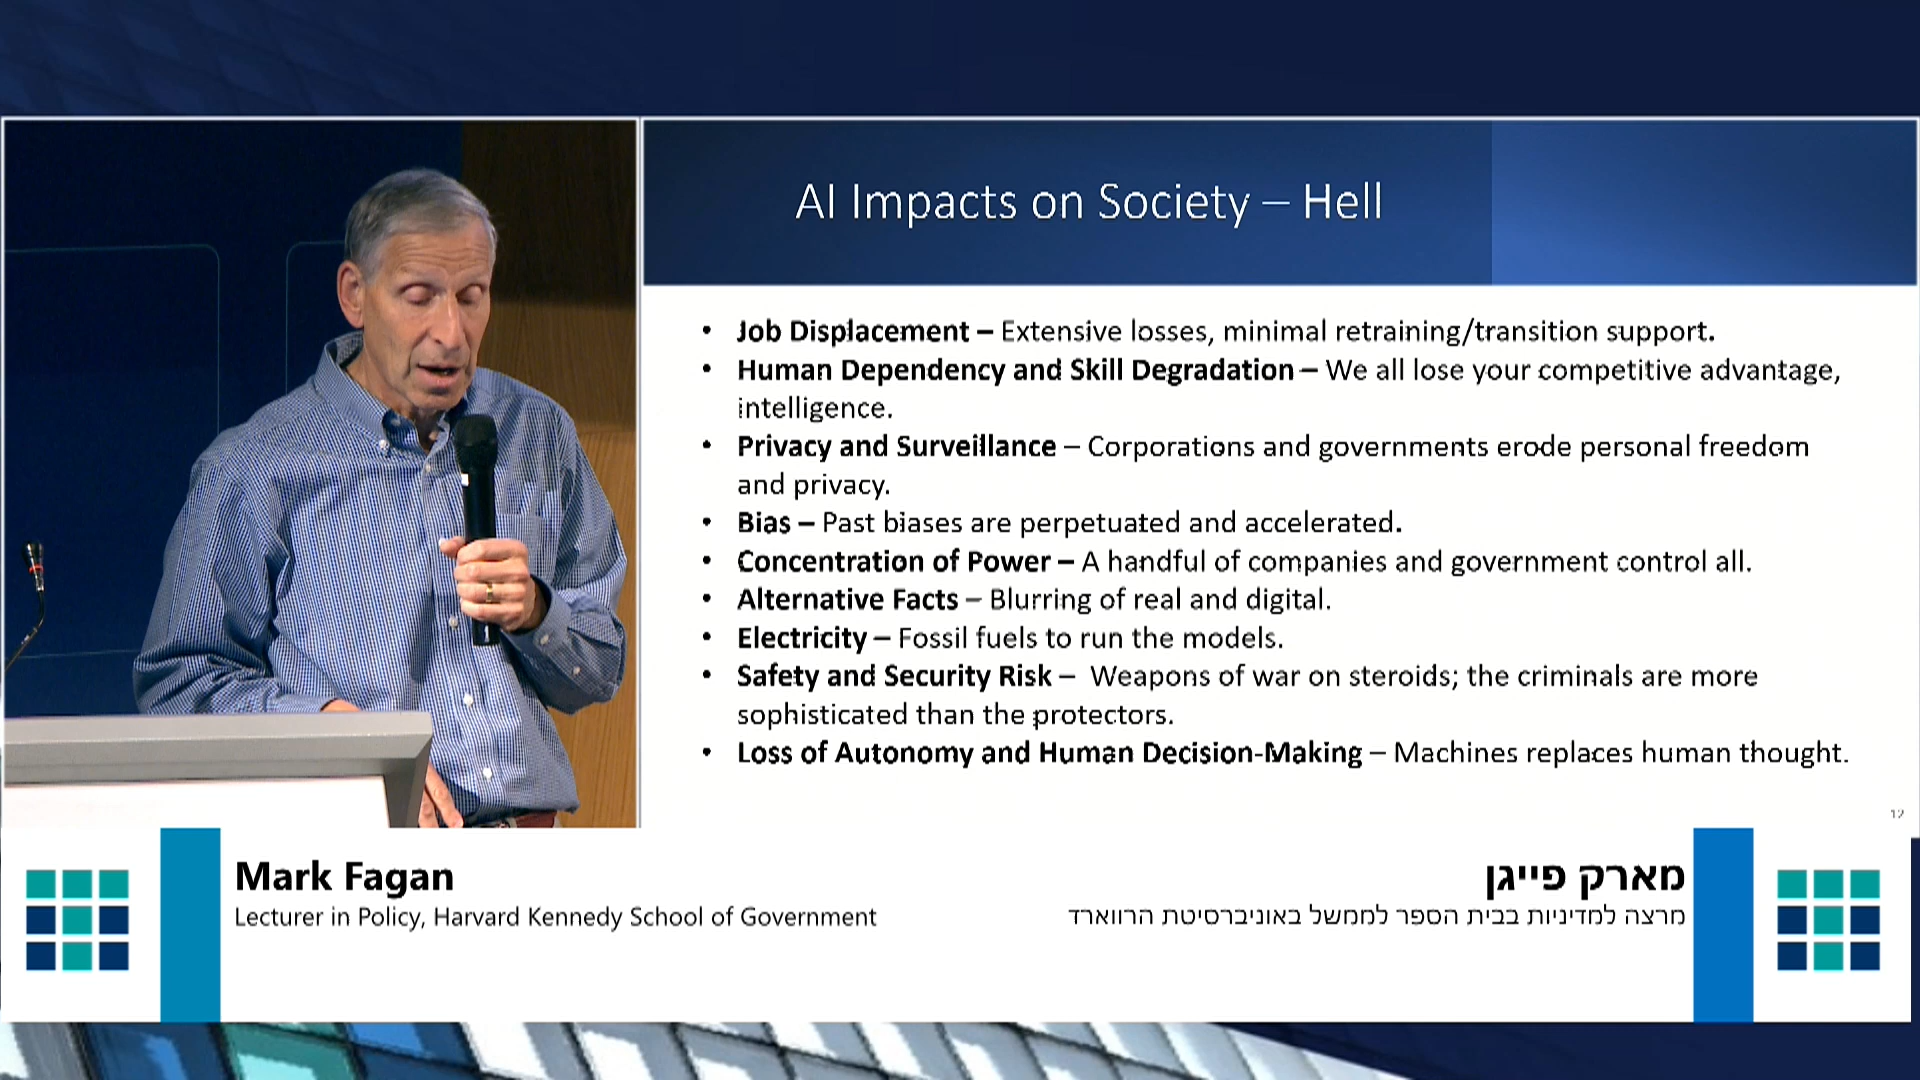 AI Impacts on Society – Hell
• Job Displacement – Extensive losses, minimal retraining/transition support.
• Human Dependency and Skill Degradation – We all lose your competitive advantage,
intelligence.
• Privacy and Surveillance – Corporations and governments erode personal freedom
and privacy.
• Bias – Past biases are perpetuated and accelerated.
• Concentration of Power – A handful of companies and government control all.
• Alternative Facts – Blurring of real and digital.
• Electricity – Fossil fuels to run the models.
• Safety and Security Risk – Weapons of war on steroids; the criminals are more
sophisticated than the protectors.
• Loss of Autonomy and Human Decision-Making – Machines replaces human thought.
12
Mark Fagan
Lecturer in Policy, Harvard Kennedy School of Government
מארק פייגן
מרצה למדיניות בבית הספר לממשל באוניברסיטת הרווארד